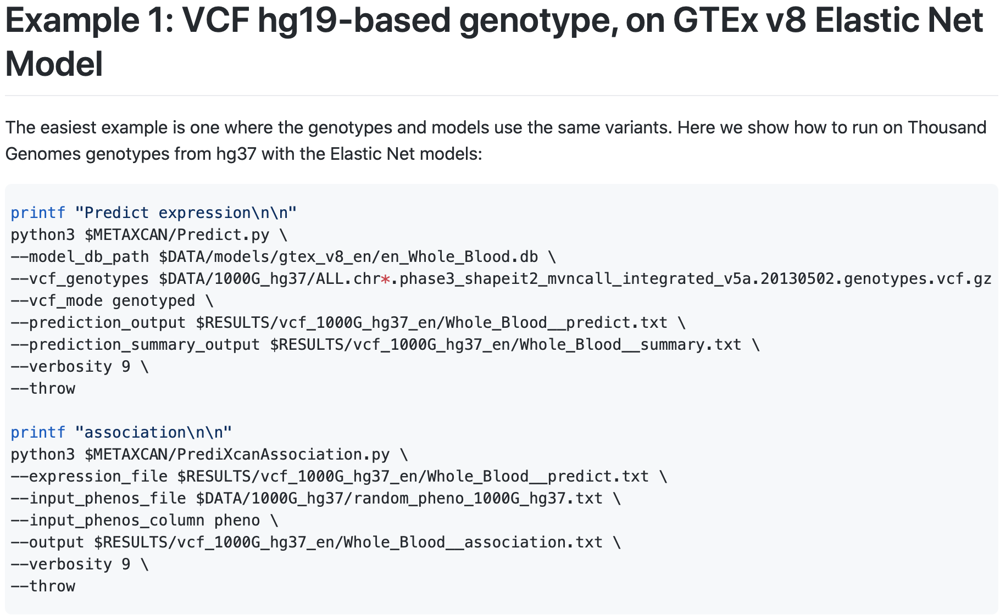 Example 1: VCF hg19-based genotype, on GTEx v8 Elastic Net
Model
The easiest example is one where the genotypes and models use the same variants. Here we show how to run on Thousand
Genomes genotypes from hg37 with the Elastic Net models:
printf "Predict expression\n\n"
python3 $METAXCAN/Predict.py \
--model_db_path $DATA/models/gtex_v8_en/en_Whole_Blood.db \
--vcf_genotypes $DATA/1000G_hg37/ALL.chr*.phase3_shapeit2_mvncall_integrated_v5a.20130502.genotypes.vcf.gz
--vcf_mode genotyped \
--prediction_output $RESULTS/vcf_1000G_hg37_en/Whole_Blood__predict.txt \
--prediction_summary_output $RESULTS/vcf_1000G_hg37_en/Whole_Blood__summary.txt \
--verbosity 9 \
--throw
printf "association\n\n"
python3 $METAXCAN/PrediXcanAssociation.py \
--expression_file $RESULTS/vcf_1000G_hg37_en/Whole_Blood__predict.txt \
--input_phenos_file $DATA/1000G_hg37/random_pheno_1000G_hg37.txt \
--input_phenos_column pheno \
--output $RESULTS/vcf_1000G_hg37_en/Whole_Blood__association.txt \
--verbosity 9 \
--throw